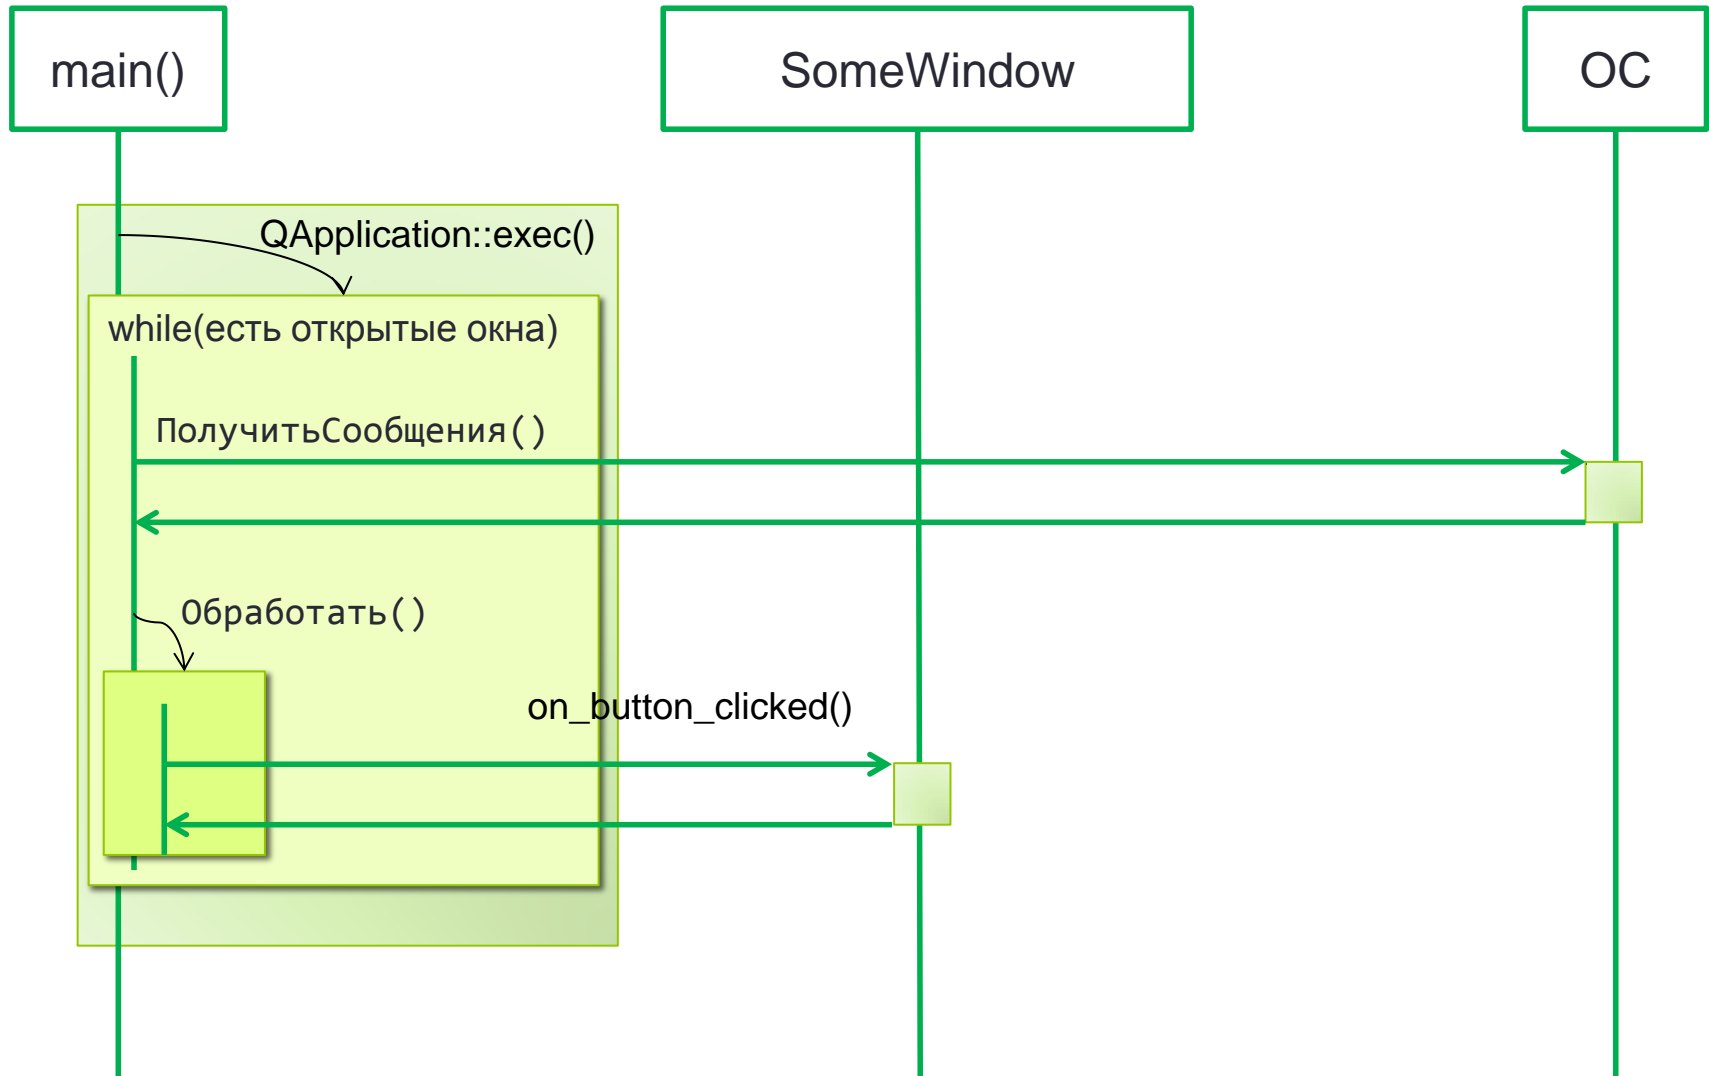 main()
SomeWindow
ОС
QApplication::exec()
while(есть открытые окна)
ПолучитьСообщения()
Обработать()
on_button_clicked()